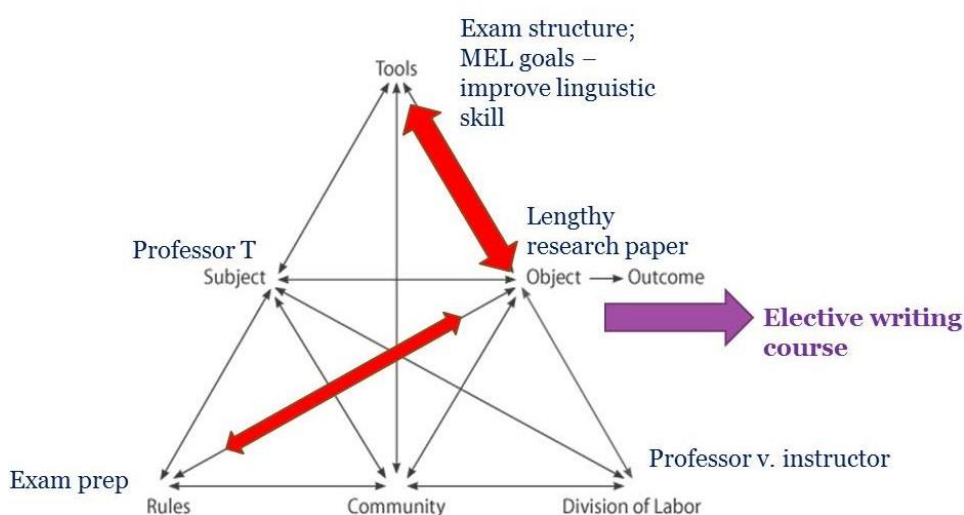 Exam structure;
MEL goals –
improve linguistic
skill
Tools
Lengthy
research paper
Professor T
Subject
Object
Outcome
Elective writing
course
Professor v. instructor
Exam prep
Rules
Community
Division of Labor